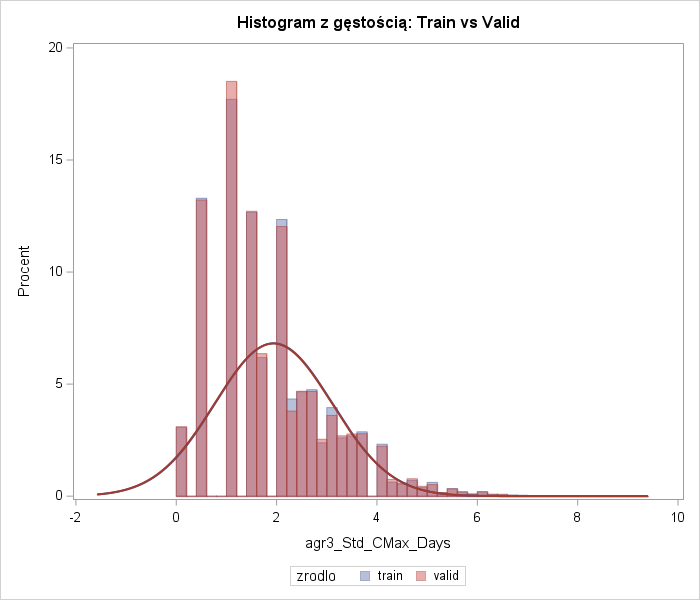 Histogram z gęstością: Train vs Valid
20
15
10
5
0
Procent
-2 0 2 4 6 8 10
agr3_Std_CMax_Days
zrodlo train valid